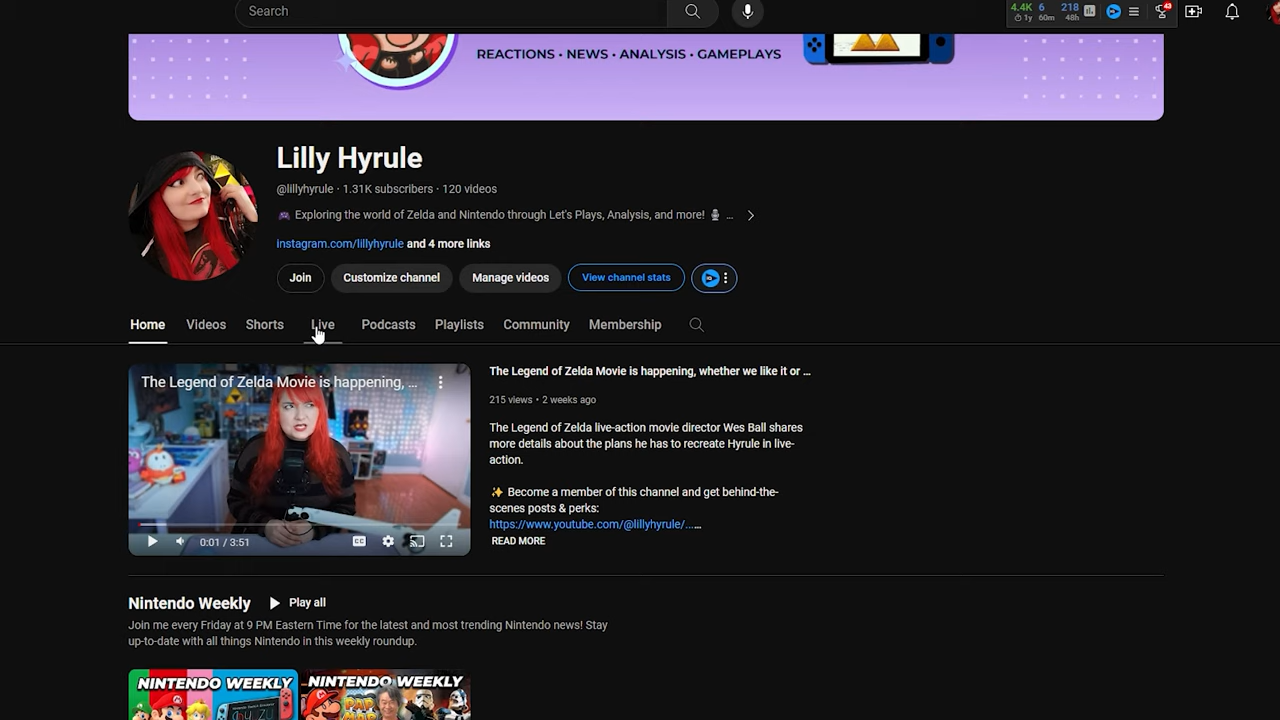 Search
4.4K 6 218
1y 60m 48h
43
REACTIONS • NEWS • ANALYSIS • GAMEPLAYS
Lilly Hyrule
@lillyhyrule · 1.31K subscribers · 120 videos
🎮 Exploring the world of Zelda and Nintendo through Let's Plays, Analysis, and more! 🎙 ...
instagram.com/lillyhyrule and 4 more links
Join
Customize channel
Manage videos
View channel stats
Home
Videos
Shorts
Live
Podcasts
Playlists
Community
Membership
The Legend of Zelda Movie is happening, ...
0:01 / 3:51
CC
The Legend of Zelda Movie is happening, whether we like it or ...
215 views • 2 weeks ago
The Legend of Zelda live-action movie director Wes Ball shares
more details about the plans he has to recreate Hyrule in live-
action.
✨ Become a member of this channel and get behind-the-
scenes posts & perks:
https://www.youtube.com/@lillyhyrule/...…
READ MORE
Nintendo Weekly
Play all
Join me every Friday at 9 PM Eastern Time for the latest and most trending Nintendo news! Stay
up-to-date with all things Nintendo in this weekly roundup.
NINTENDO WEEKLY
NINTENDO WEEKLY